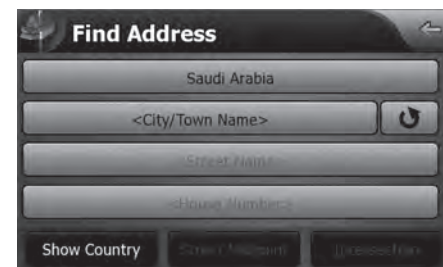 Find Address
Saudi Arabia
<City/Town Name>
<Street Name>
<House Number>
Show Country